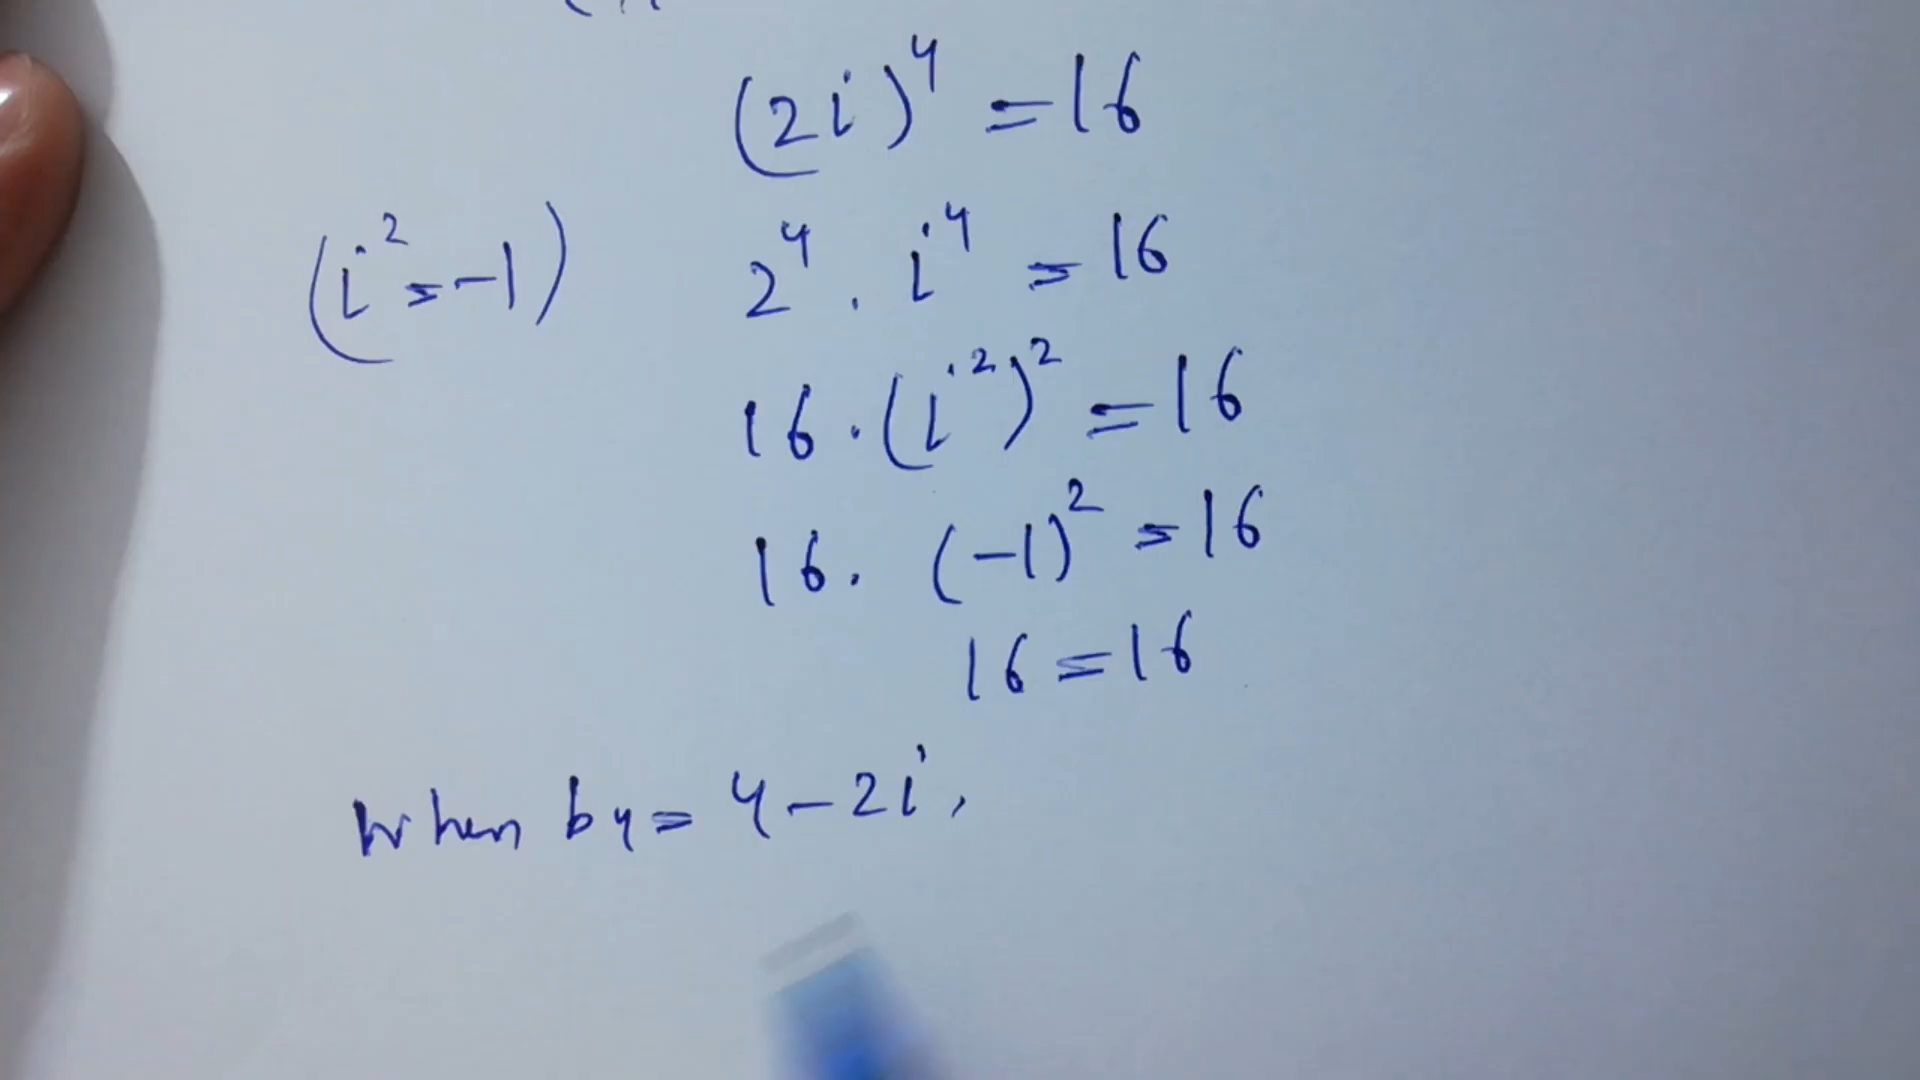 (2i)⁴ = 16
(i² = -1) 2⁴ . i⁴ = 16
16 . (i²)² = 16
16 . (-1)² = 16
16 = 16
When b₄ = 4 - 2i,